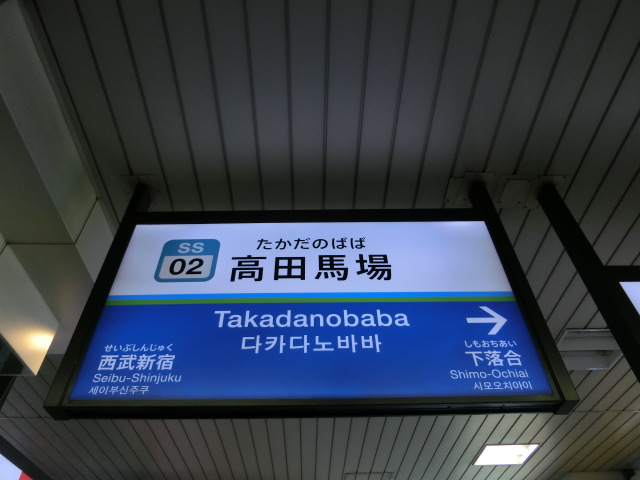 SS
02
たかだのばば
高田馬場
Takadanobaba
다카다노바바
せいぶしんじゅく
西武新宿
Seibu-Shinjuku
세이부신주쿠
しもおちあい
下落合
Shimo-Ochiai
시모오치아이